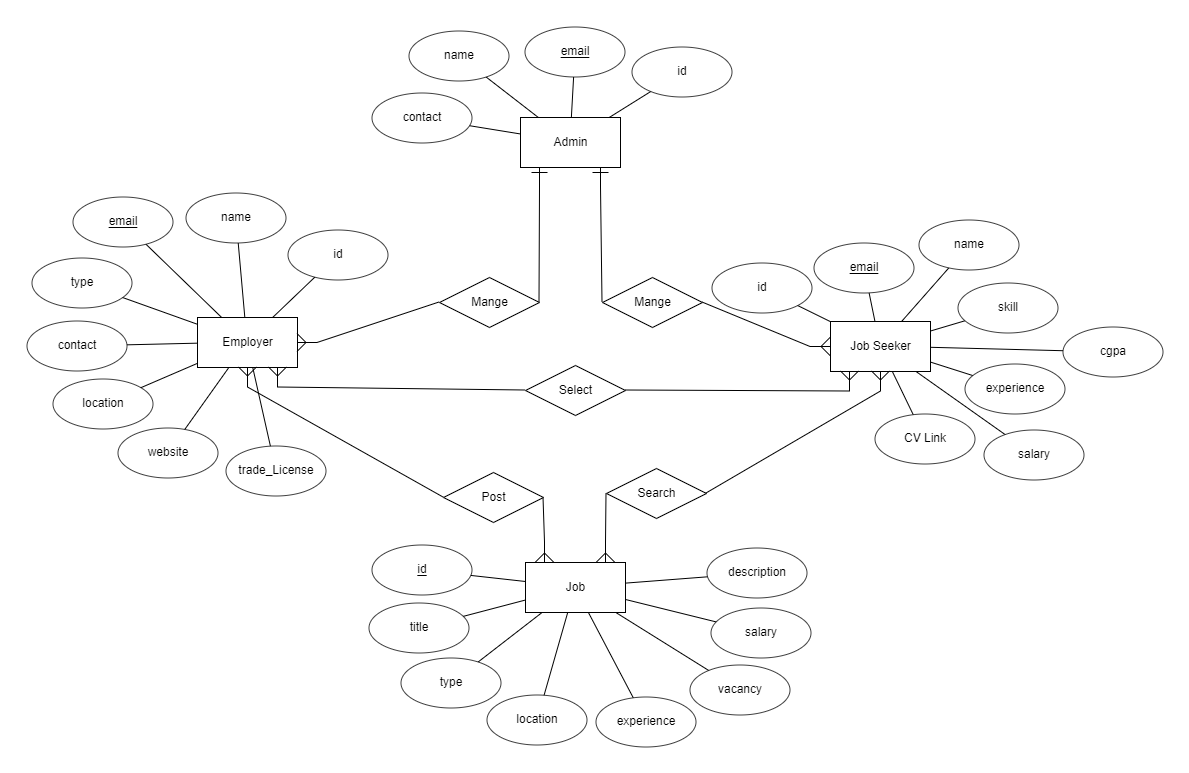 name
email
id
contact
Admin
email
name
id
type
contact
location
website
trade_License
Employer
Mange
Mange
id
email
name
skill
cgpa
experience
salary
CV Link
Job Seeker
Select
Post
Search
id
title
type
location
experience
vacancy
salary
description
Job